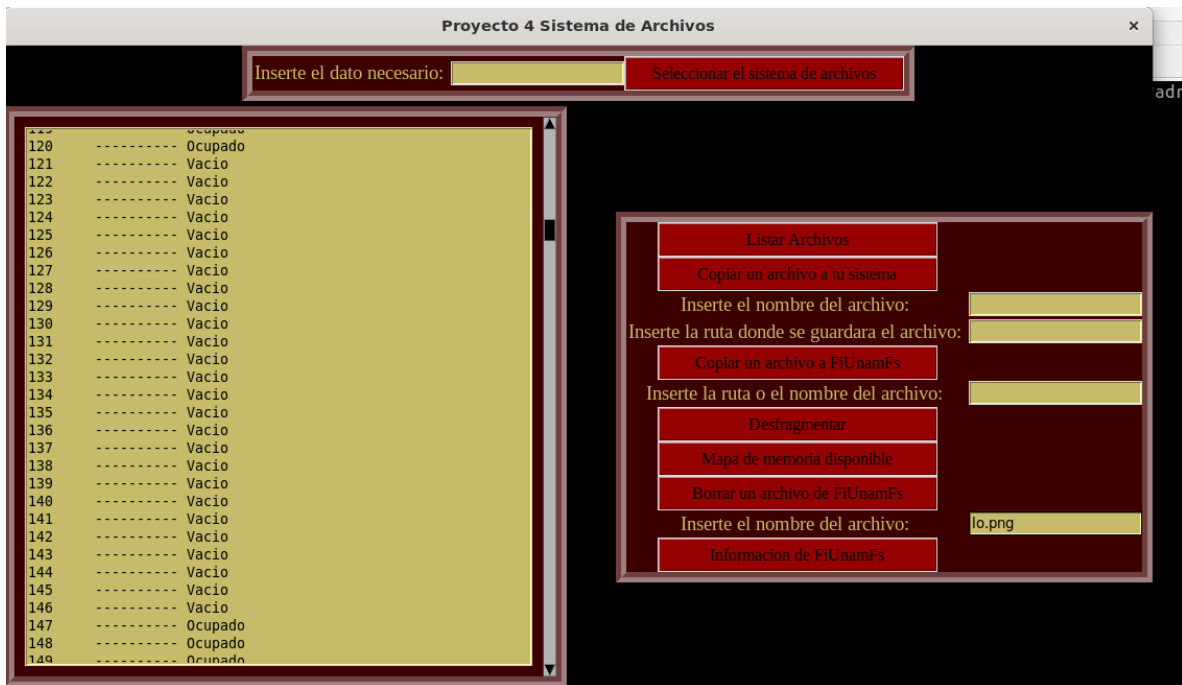 Proyecto 4 Sistema de Archivos ×
Inserte el dato necesario: Seleccionar el sistema de archivos
adr
119 ---------- Ocupado
120 ---------- Ocupado
121 ---------- Vacio
122 ---------- Vacio
123 ---------- Vacio
124 ---------- Vacio
125 ---------- Vacio
126 ---------- Vacio
127 ---------- Vacio
128 ---------- Vacio
129 ---------- Vacio
130 ---------- Vacio
131 ---------- Vacio
132 ---------- Vacio
133 ---------- Vacio
134 ---------- Vacio
135 ---------- Vacio
136 ---------- Vacio
137 ---------- Vacio
138 ---------- Vacio
139 ---------- Vacio
140 ---------- Vacio
141 ---------- Vacio
142 ---------- Vacio
143 ---------- Vacio
144 ---------- Vacio
145 ---------- Vacio
146 ---------- Vacio
147 ---------- Ocupado
148 ---------- Ocupado
149 ---------- Ocupado
Listar Archivos
Copiar un archivo a tu sistema
Inserte el nombre del archivo:
Inserte la ruta donde se guardara el archivo:
Copiar un archivo a FiUnamFs
Inserte la ruta o el nombre del archivo:
Desfragmentar
Mapa de memoria disponible
Borrar un archivo de FiUnamFs
Inserte el nombre del archivo: lo.png
Informacion de FiUnamFs